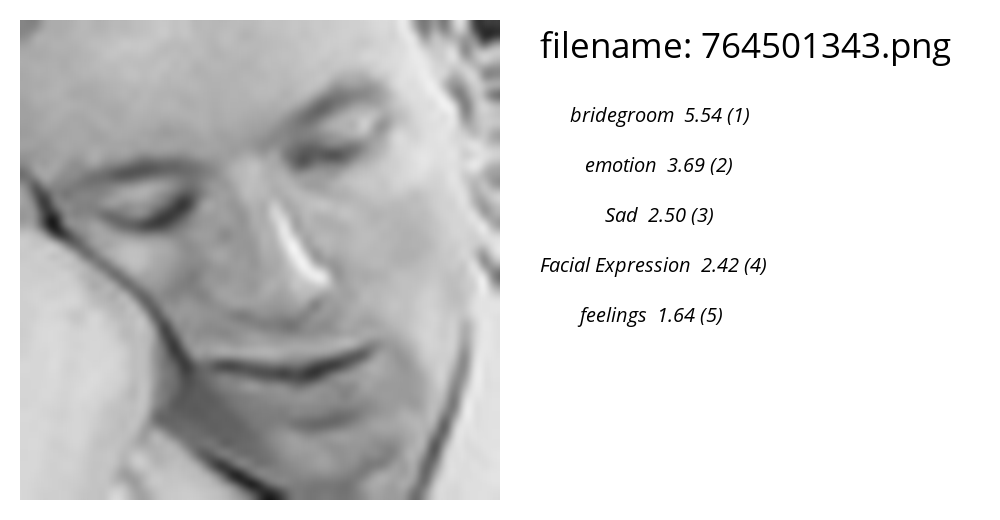 filename: 764501343.png
bridegroom 5.54 (1)
emotion 3.69 (2)
Sad 2.50 (3)
Facial Expression 2.42 (4)
feelings 1.64 (5)